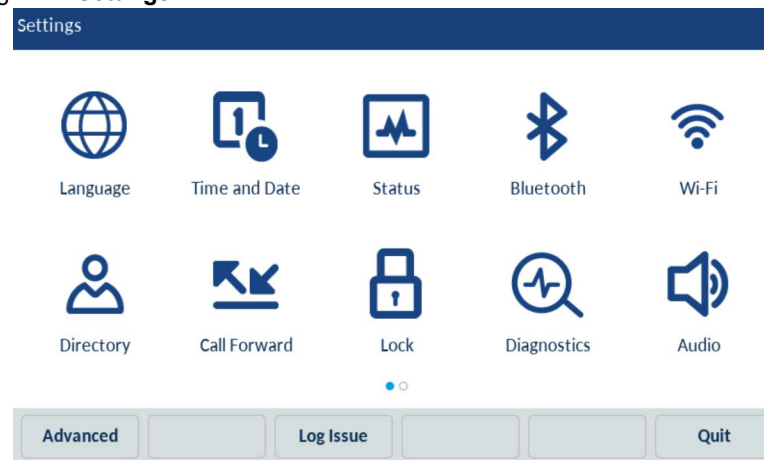 Settings
1
Language Time and Date Status Bluetooth Wi-Fi
Directory Call Forward Lock Diagnostics Audio
Advanced Log Issue Quit